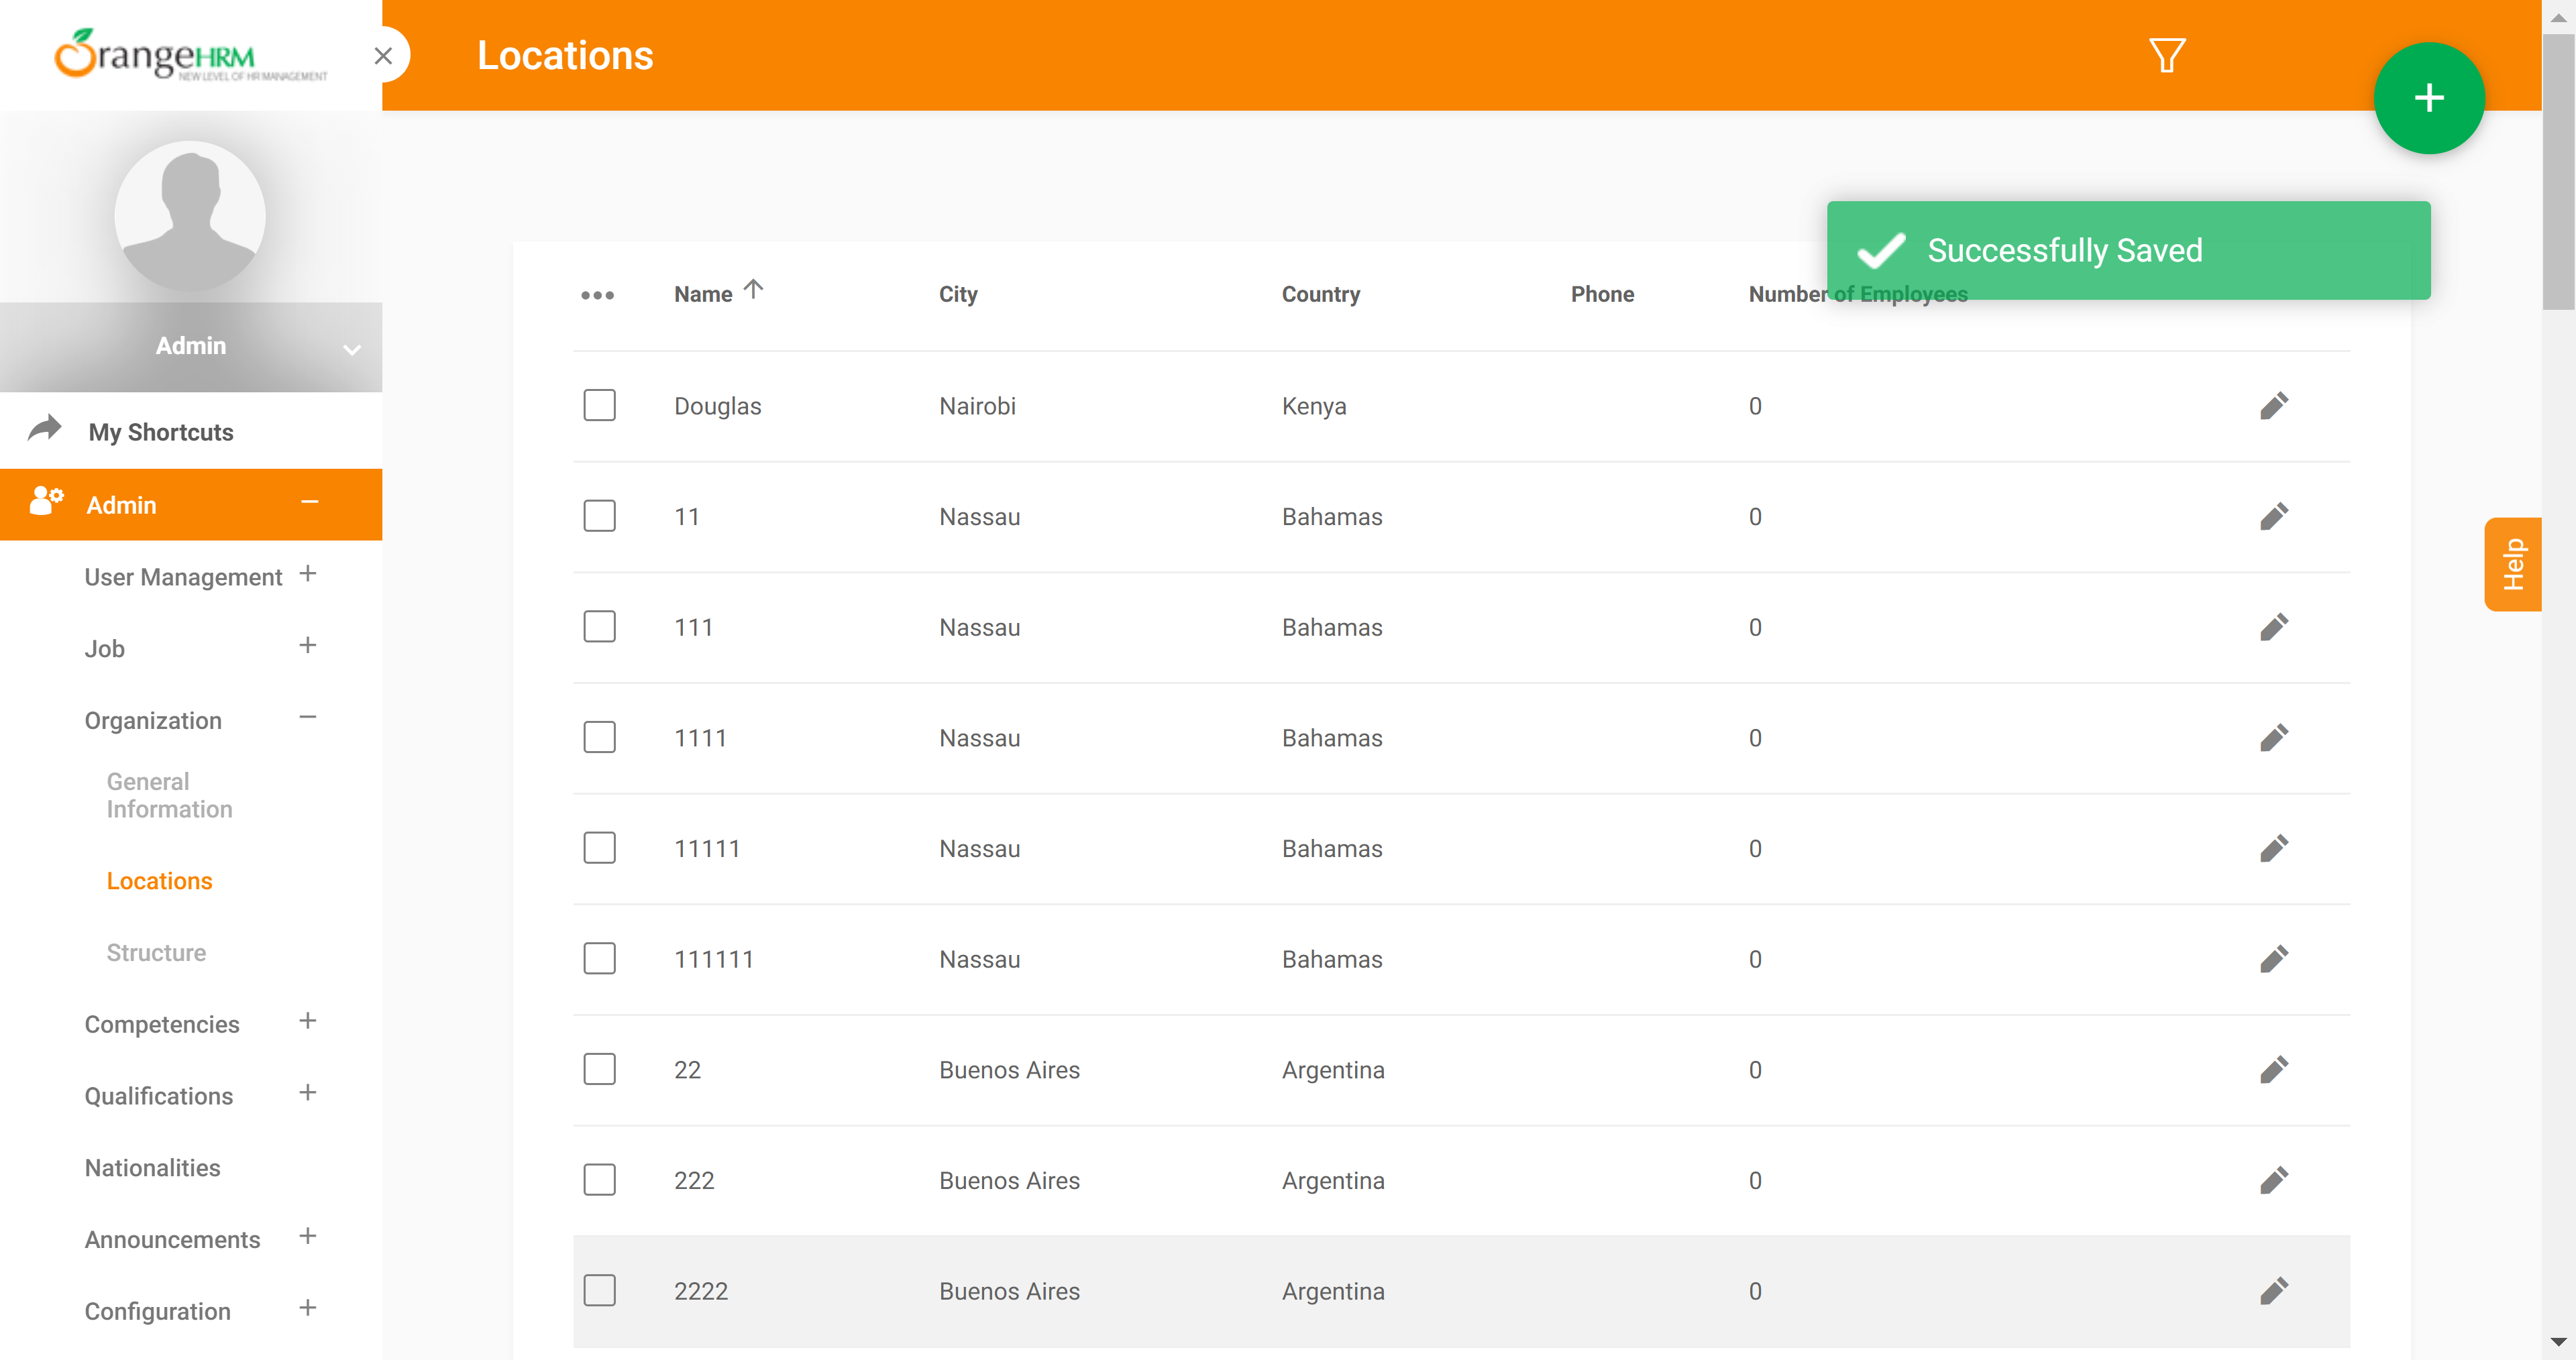 OrangeHRM
NEW LEVEL OF HR MANAGEMENT
Locations
Successfully Saved
Admin
My Shortcuts
Admin
User Management
Job
Organization
General
Information
Locations
Structure
Competencies
Qualifications
Nationalities
Announcements
Configuration
Name City Country Phone Number of Employees
Douglas Nairobi Kenya 0
11 Nassau Bahamas 0
111 Nassau Bahamas 0
1111 Nassau Bahamas 0
11111 Nassau Bahamas 0
111111 Nassau Bahamas 0
22 Buenos Aires Argentina 0
222 Buenos Aires Argentina 0
2222 Buenos Aires Argentina 0
Help